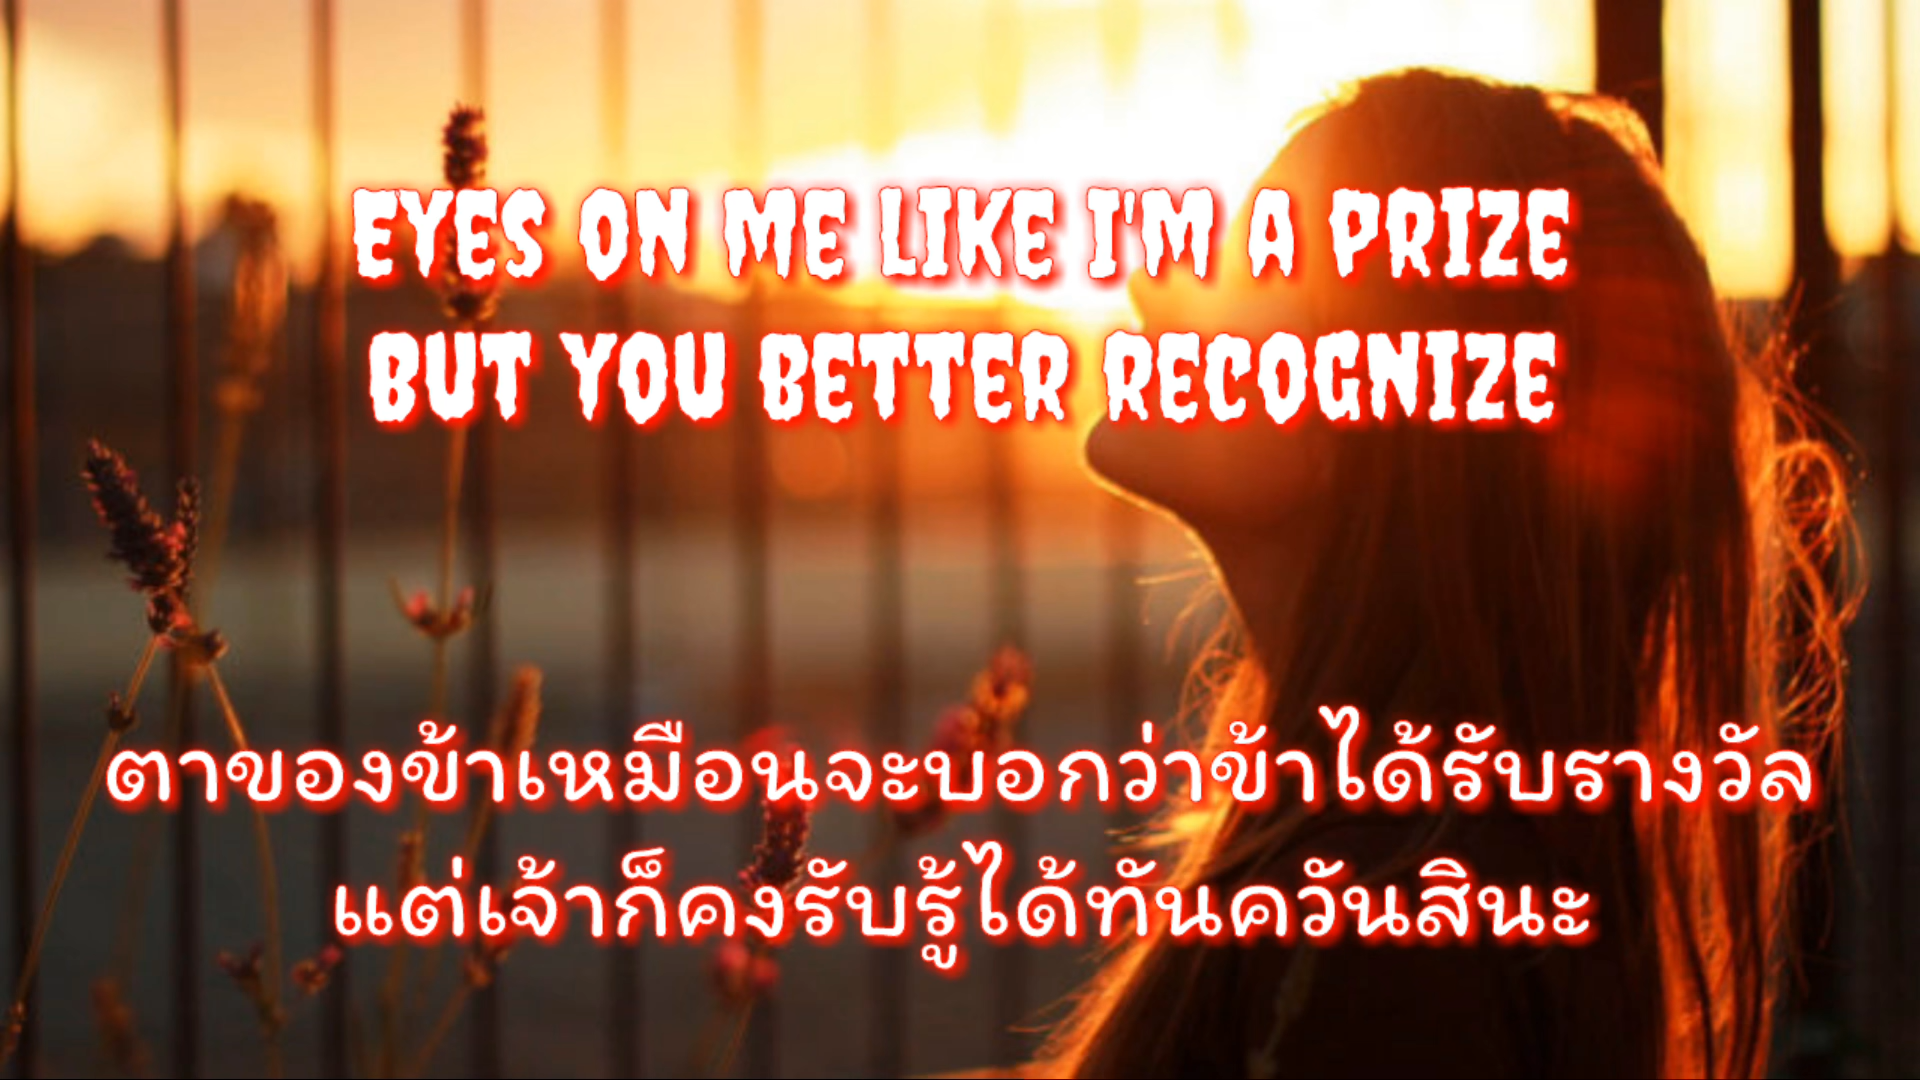 EYES ON ME LIKE I'M A PRIZE
BUT YOU BETTER RECOGNIZE
ตาของข้าเหมือนจะบอกว่าข้าได้รับรางวัล
แต่เจ้าก็คงรับรู้ได้ทันควันสินะ